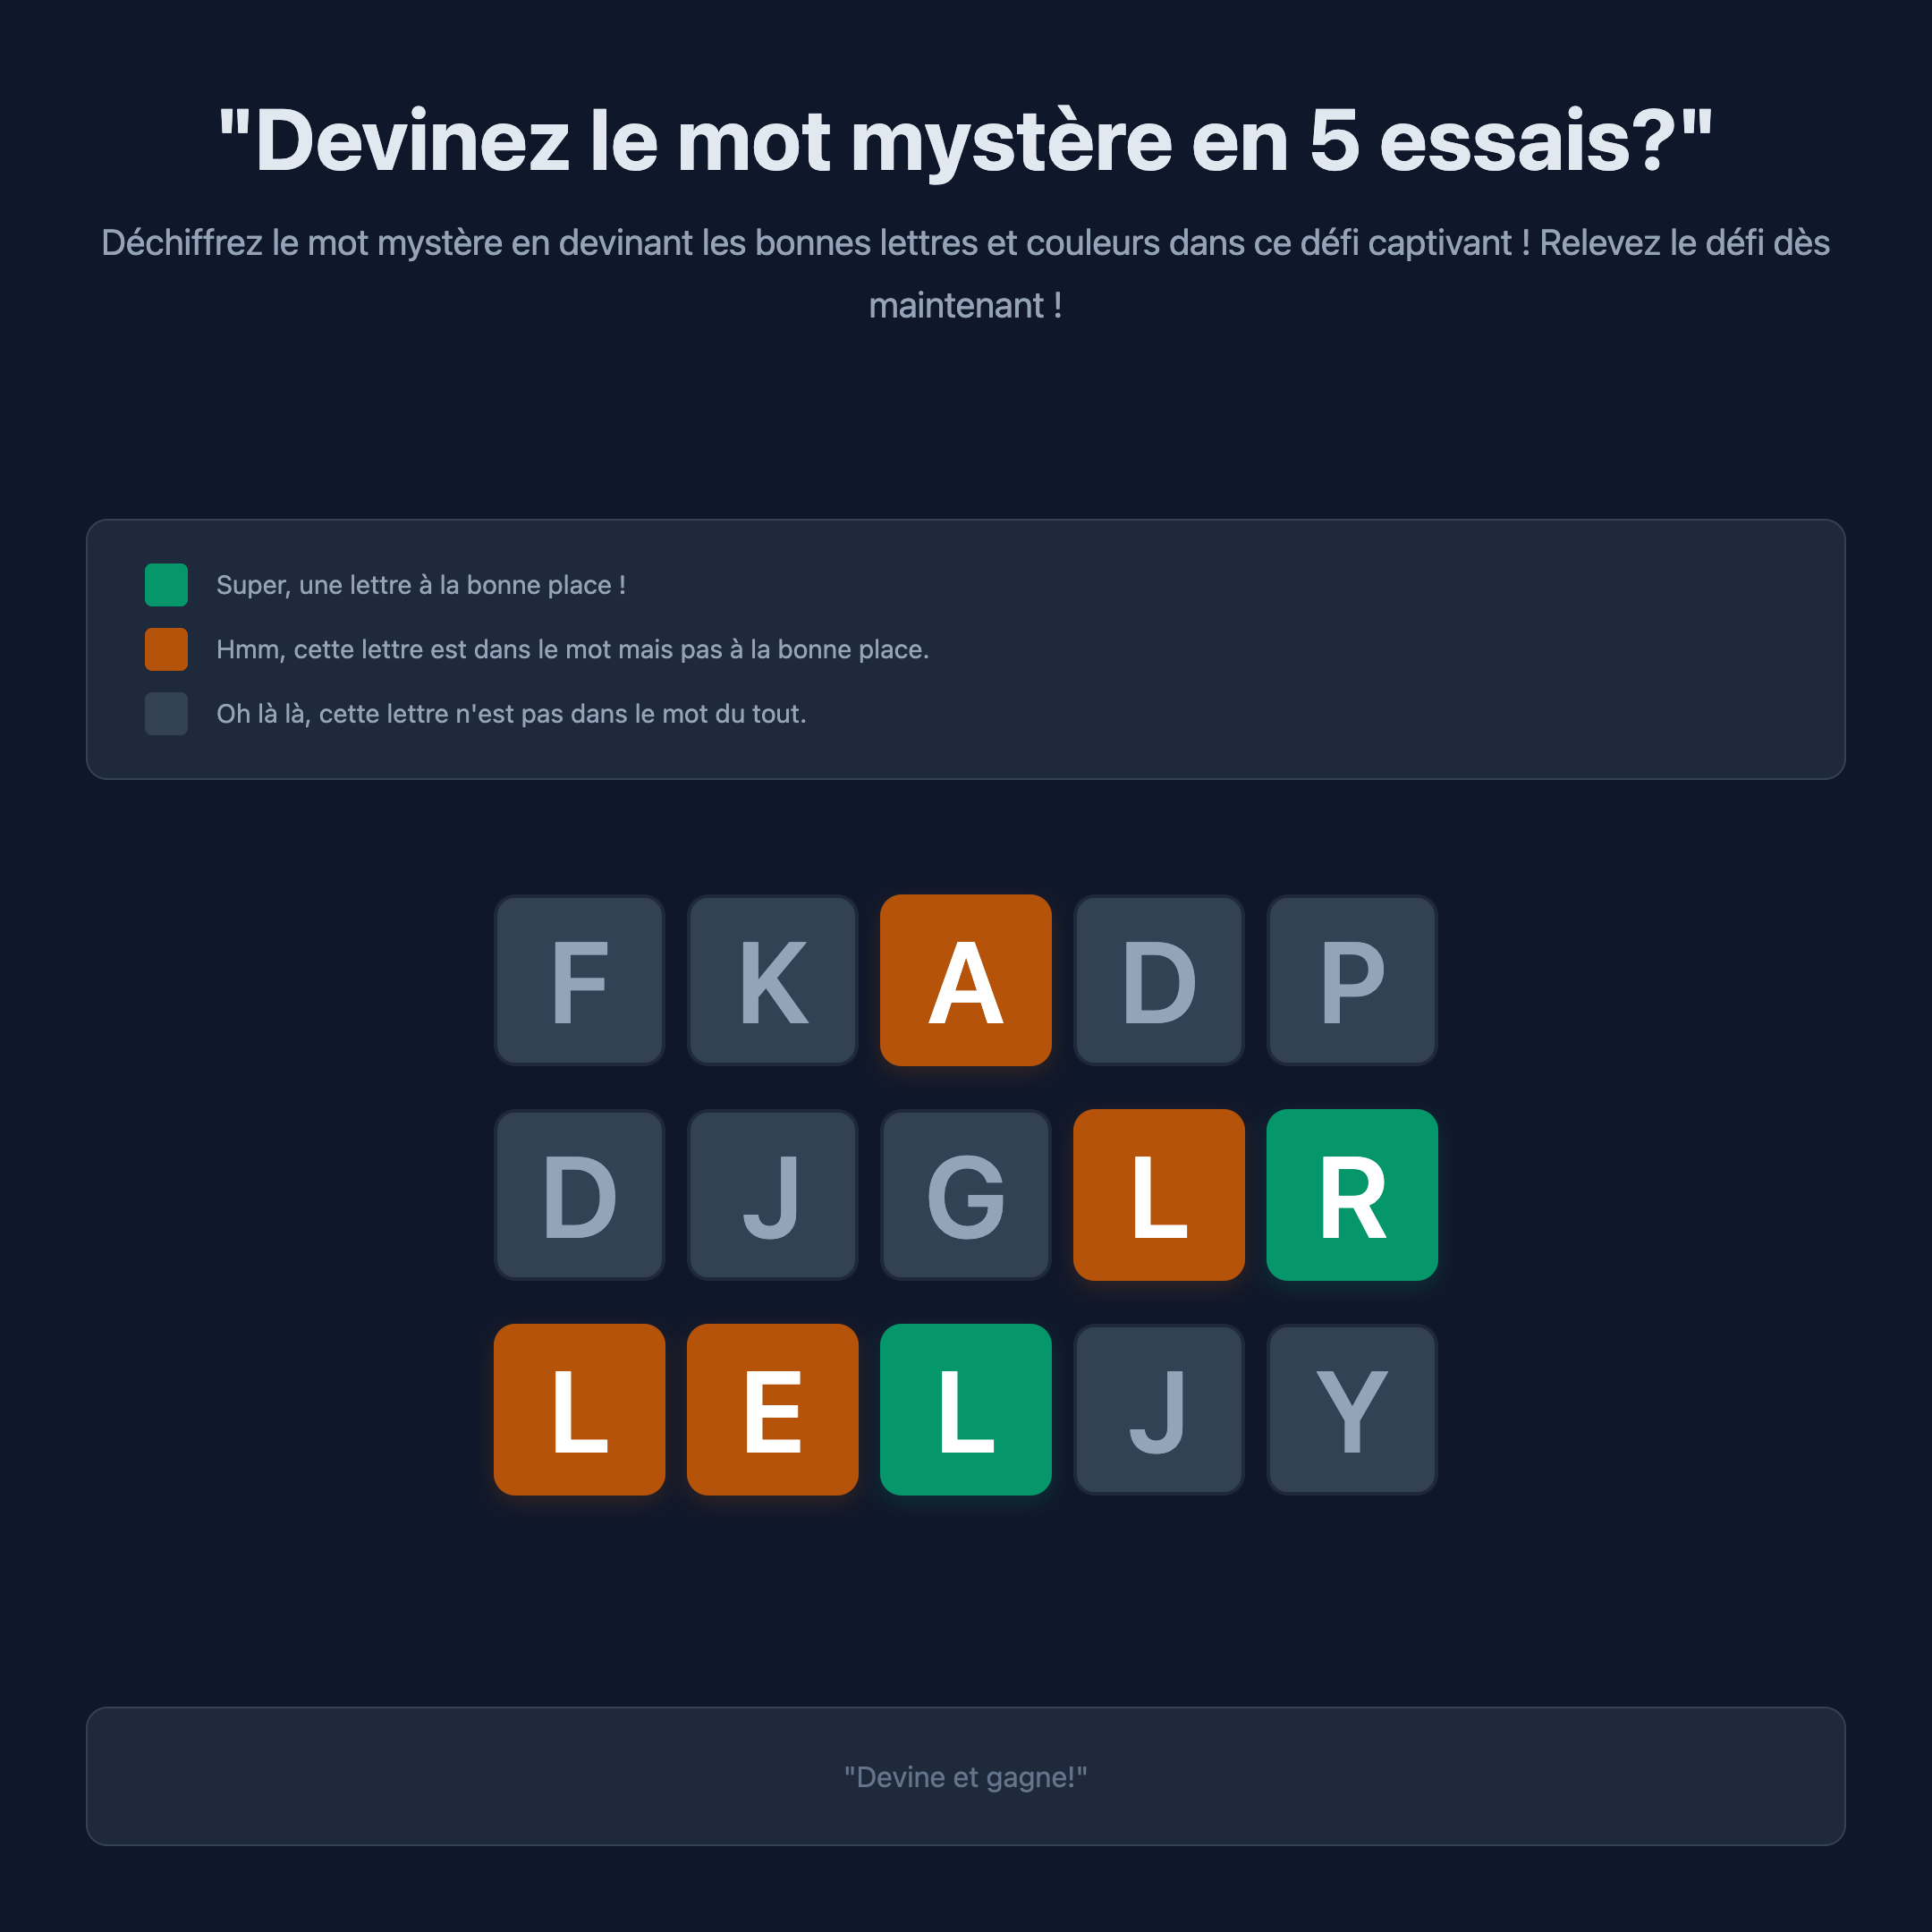 "Devinez le mot mystère en 5 essais?"
Déchiffrez le mot mystère en devinant les bonnes lettres et couleurs dans ce défi captivant ! Relevez le défi dès
maintenant !
Super, une lettre à la bonne place !
Hmm, cette lettre est dans le mot mais pas à la bonne place.
Oh là là, cette lettre n'est pas dans le mot du tout.
F K A D P
D J G L R
L E L J Y
"Devine et gagne!"